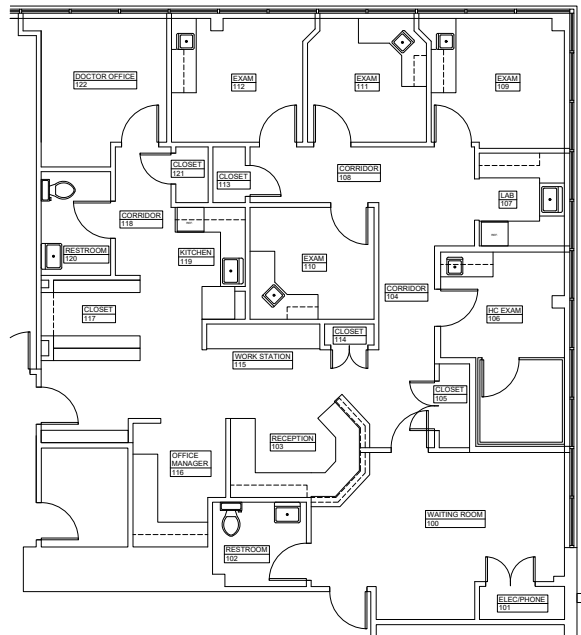 DOCTOR OFFICE
122
EXAM
112
EXAM
111
EXAM
109
CLOSET
121
CLOSET
113
CORRIDOR
108
LAB
107
CORRIDOR
118
RESTROOM
120
KITCHEN
119
EXAM
110
CORRIDOR
104
HC EXAM
106
CLOSET
117
CLOSET
114
WORK STATION
115
CLOSET
105
RECEPTION
103
OFFICE
MANAGER
116
WAITING ROOM
100
RESTROOM
102
ELEC/PHONE
101